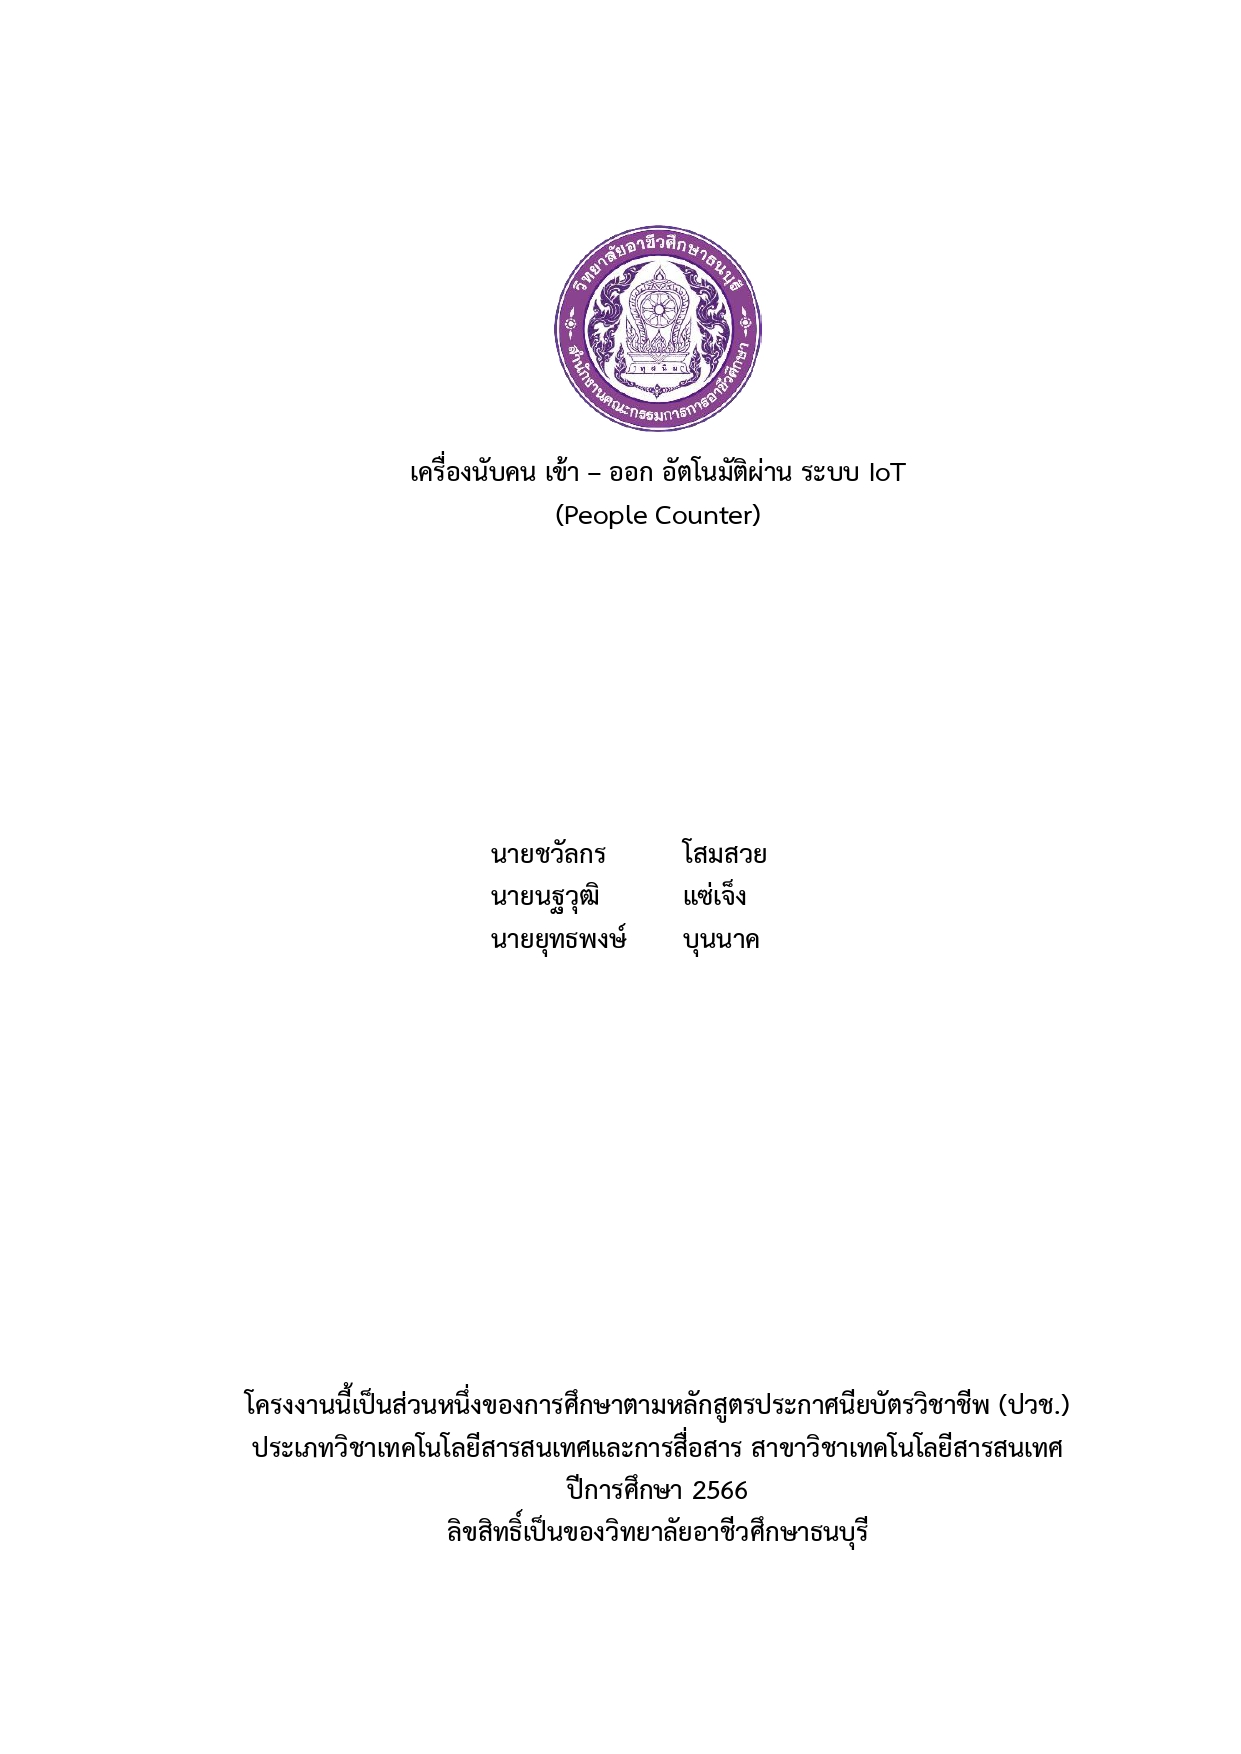 วิทยาลัยอาชีวศึกษาธนบุรี
ทุ ส นิ ม
สำนักงานคณะกรรมการการอาชีวศึกษา
เครื่องนับคน เข้า – ออก อัตโนมัติผ่าน ระบบ IoT
(People Counter)
นายชวัลกร โสมสวย
นายนฐวุฒิ แซ่เจ็ง
นายยุทธพงษ์ บุนนาค
โครงงานนี้เป็นส่วนหนึ่งของการศึกษาตามหลักสูตรประกาศนียบัตรวิชาชีพ (ปวช.)
ประเภทวิชาเทคโนโลยีสารสนเทศและการสื่อสาร สาขาวิชาเทคโนโลยีสารสนเทศ
ปีการศึกษา 2566
ลิขสิทธิ์เป็นของวิทยาลัยอาชีวศึกษาธนบุรี